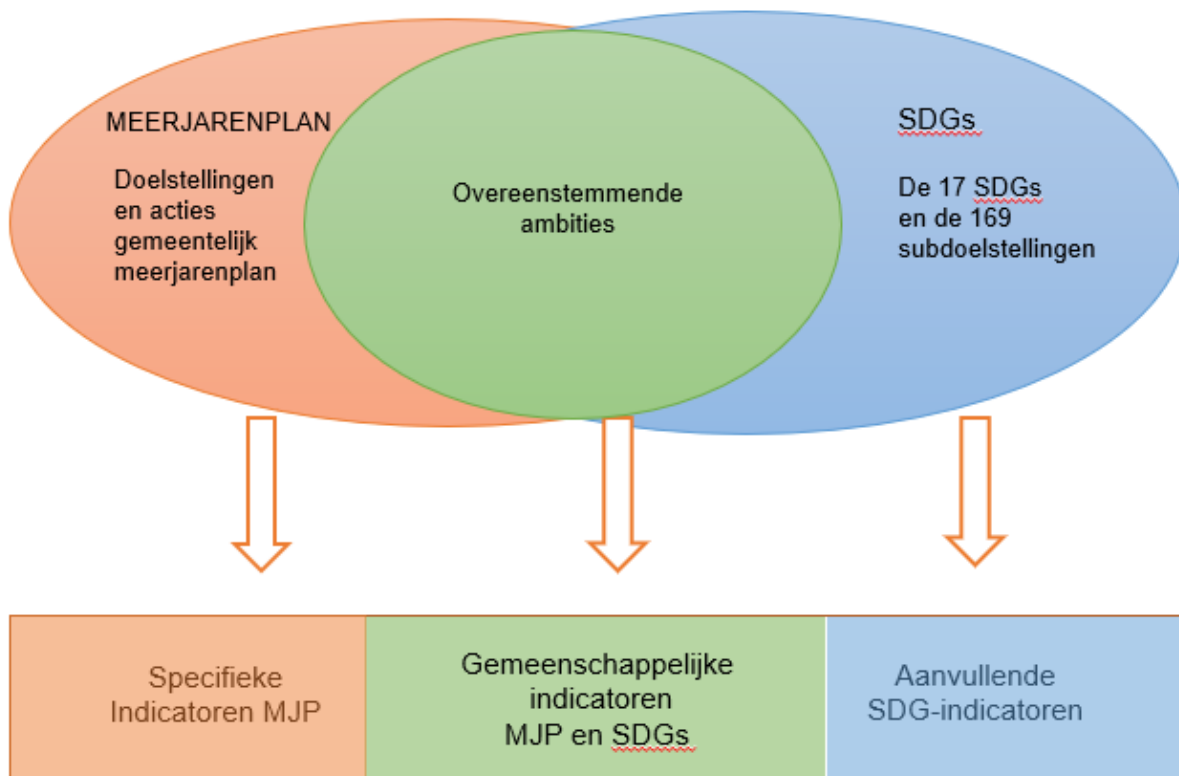 MEERJARENPLAN
Doelstellingen
en acties
gemeentelijk
meerjarenplan
Overeenstemmende
ambities
SDGs
De 17 SDGs
en de 169
subdoelstellingen
Specifieke
Indicatoren MJP
Gemeenschappelijke
indicatoren
MJP en SDGs
Aanvullende
SDG-indicatoren